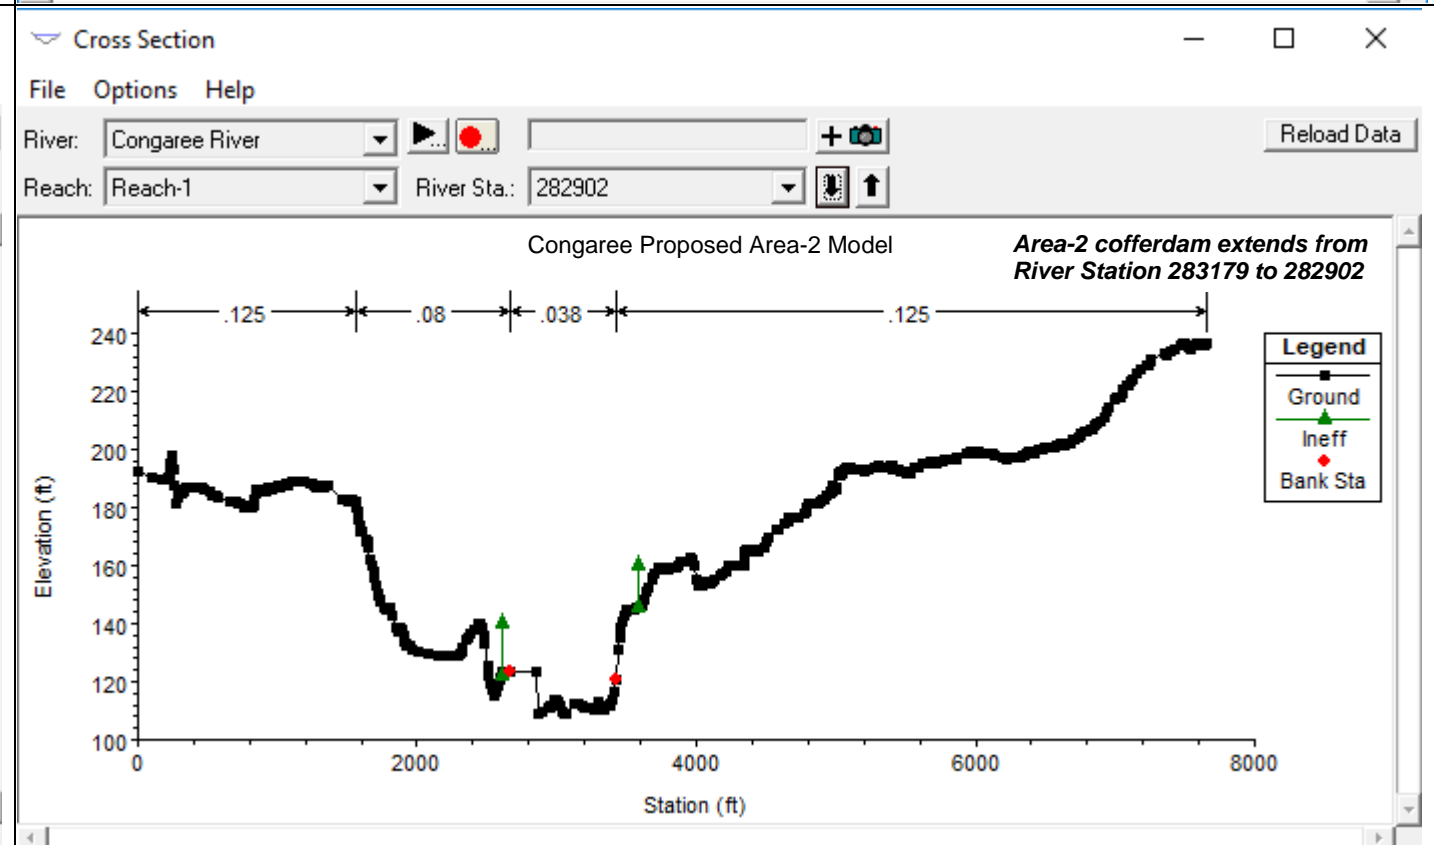 Cross Section
File Options Help
River: Congaree River Reload Data
Reach: Reach-1 River Sta.: 282902
Congaree Proposed Area-2 Model
Area-2 cofferdam extends from
River Station 283179 to 282902
.125 .08 .038 .125
Legend
Ground
Ineff
Bank Sta
Elevation (ft)
240
220
200
180
160
140
120
100
0 2000 4000 6000 8000
Station (ft)